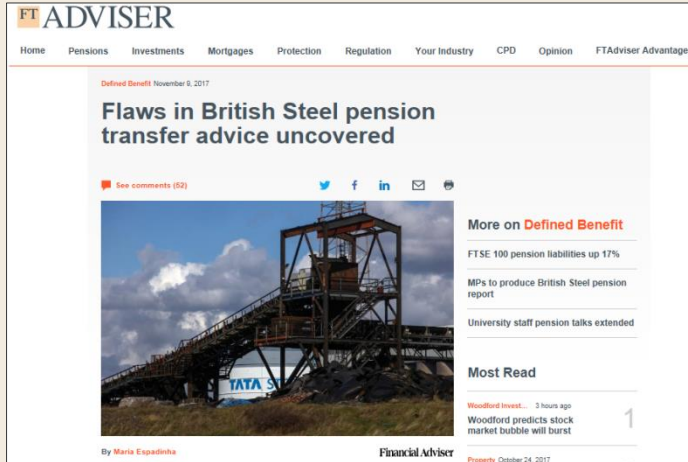 FT ADVISER
Home Pensions Investments Mortgages Protection Regulation Your Industry CPD Opinion FTAdviser Advantage
Defined Benefit November 9, 2017
Flaws in British Steel pension
transfer advice uncovered
See comments (52)
f in
TATA S
By Maria Espadinha
Financial Adviser
More on Defined Benefit
FTSE 100 pension liabilities up 17%
MPs to produce British Steel pension
report
University staff pension talks extended
Most Read
Woodford Invest... 3 hours ago
Woodford predicts stock
market bubble will burst
1
Property October 24, 2017